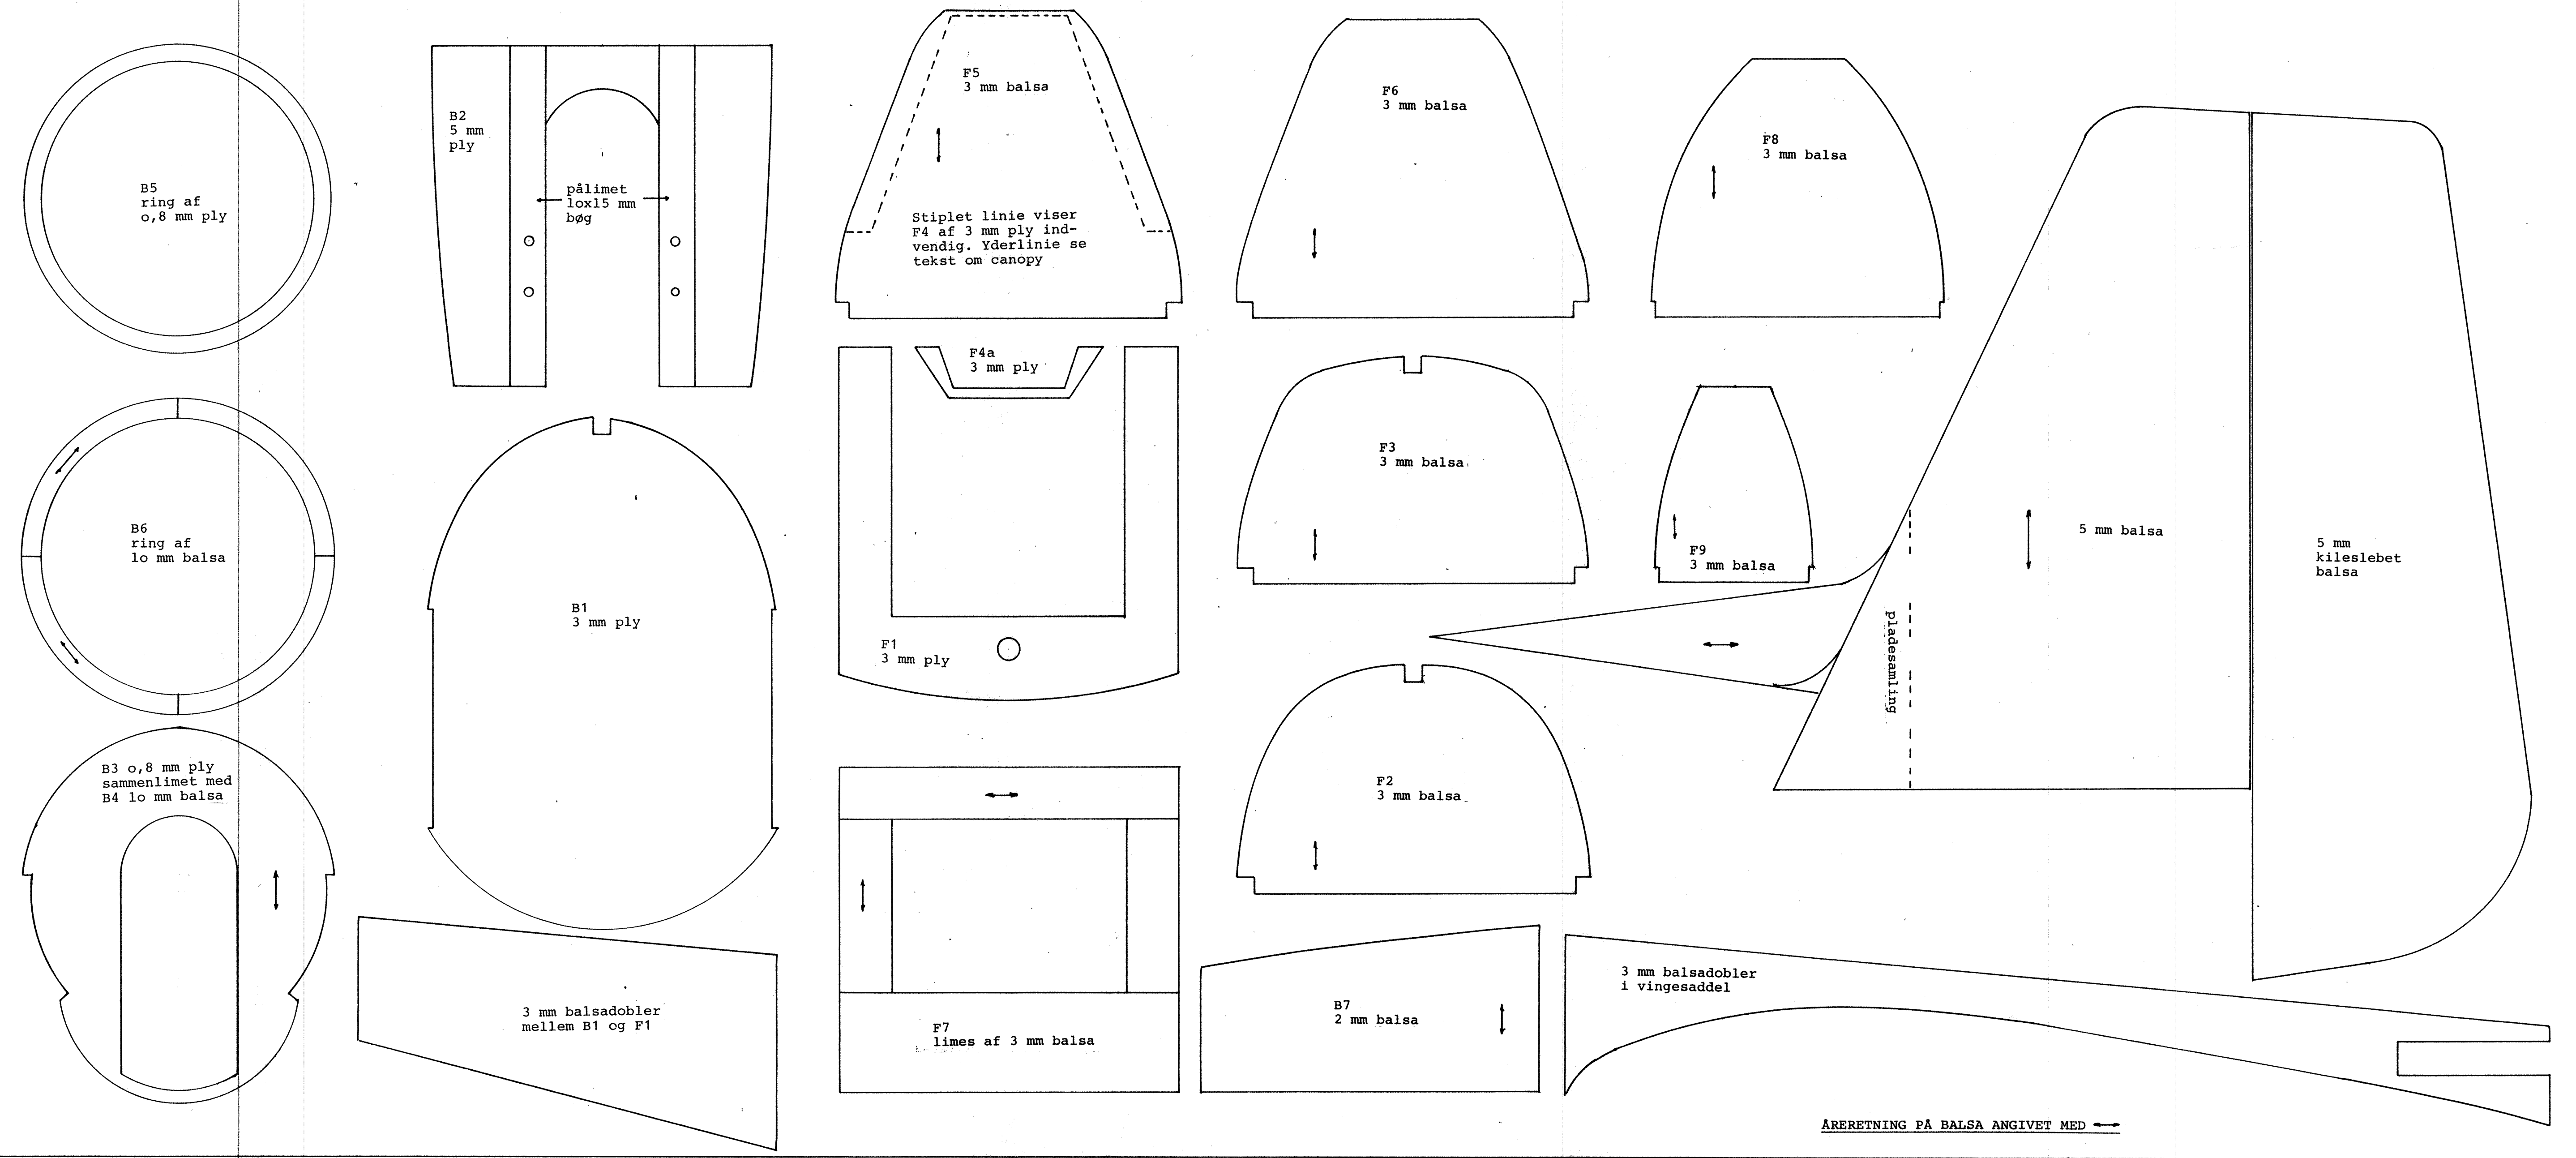 B5
ring af
o,8 mm ply
B6
ring af
lo mm balsa
B3 o,8 mm ply
sammenlimet med
B4 lo mm balsa
B2
5 mm
ply
pålimet
lox15 mm
bøg
B1
3 mm ply
3 mm balsadobler
mellem B1 og F1
F5
3 mm balsa
Stiplet linie viser
F4 af 3 mm ply ind-
vendig. Yderlinie se
tekst om canopy
F4a
3 mm ply
F1
3 mm ply
F7
limes af 3 mm balsa
F6
3 mm balsa
F3
3 mm balsa
F2
3 mm balsa
B7
2 mm balsa
F8
3 mm balsa
F9
3 mm balsa
pladesamling
5 mm balsa
5 mm
kileslebet
balsa
3 mm balsadobler
i vingesaddel
ÅRERETNING PÅ BALSA ANGIVET MED